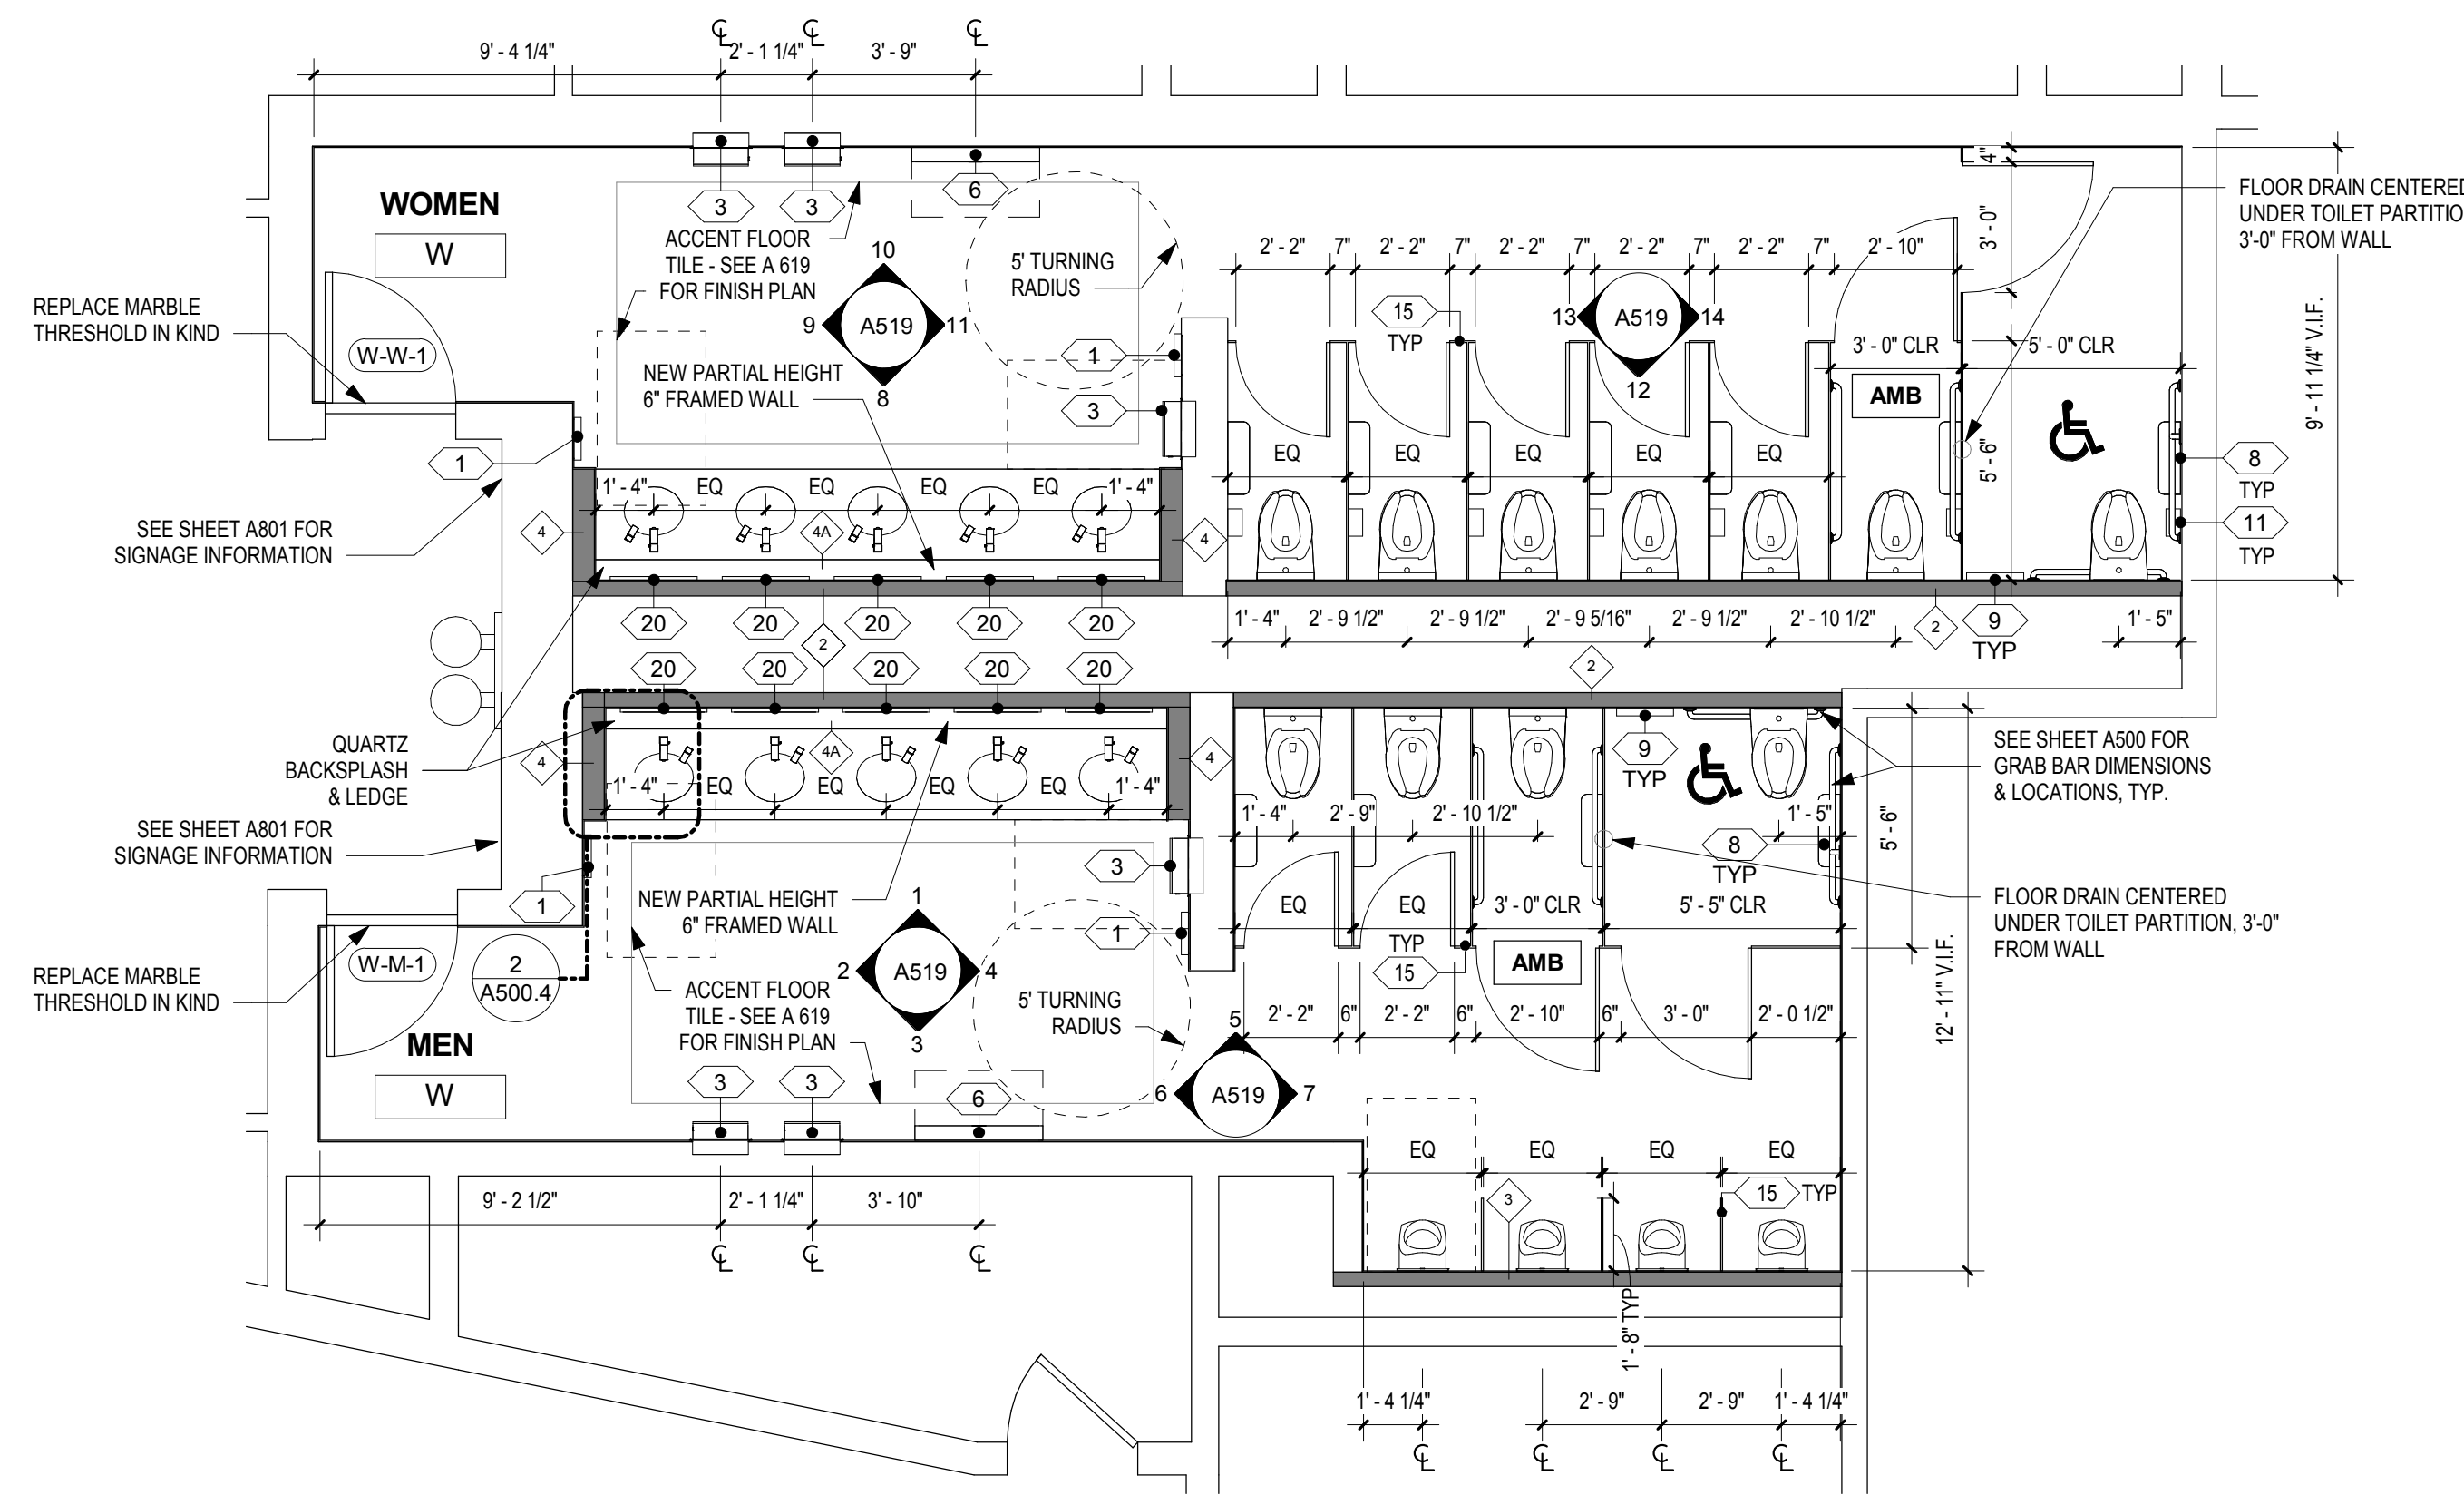 ℄ ℄ ℄
9' - 4 1/4" 2' - 1 1/4" 3' - 9"
WOMEN
W
3 3 6
ACCENT FLOOR
TILE - SEE A 619
FOR FINISH PLAN
5' TURNING
RADIUS
10
9 A519 11
8
REPLACE MARBLE
THRESHOLD IN KIND
W-W-1
NEW PARTIAL HEIGHT
6" FRAMED WALL
1
3
1
SEE SHEET A801 FOR
SIGNAGE INFORMATION
1' - 4" EQ EQ EQ EQ 1' - 4"
4 4A 4
2' - 2" 7" 2' - 2" 7" 2' - 2" 7" 2' - 2" 7" 2' - 2" 7" 2' - 10"
4"
3' - 0"
FLOOR DRAIN CENTERED
UNDER TOILET PARTITIO
3'-0" FROM WALL
15
TYP
13 A519 14
12
3' - 0" CLR 5' - 0" CLR
AMB
9' - 11 1/4" V.I.F.
EQ EQ EQ EQ EQ
5' - 6"
8
TYP
11
TYP
20 20 20 20 20
2
1' - 4" 2' - 9 1/2" 2' - 9 1/2" 2' - 9 5/16" 2' - 9 1/2" 2' - 10 1/2" 2 9 1' - 5"
TYP
20 20 20 20 20
2
QUARTZ
BACKSPLASH
& LEDGE
4 4A 4
1' - 4" EQ EQ EQ EQ 1' - 4"
9
TYP
SEE SHEET A500 FOR
GRAB BAR DIMENSIONS
& LOCATIONS, TYP.
1' - 4" 2' - 9" 2' - 10 1/2" 1' - 5"
8
TYP
5' - 6"
SEE SHEET A801 FOR
SIGNAGE INFORMATION
3
1
1
NEW PARTIAL HEIGHT
6" FRAMED WALL
EQ EQ 3' - 0" CLR 5' - 5" CLR
FLOOR DRAIN CENTERED
UNDER TOILET PARTITION, 3'-0"
FROM WALL
TYP
15
AMB
12' - 11" V.I.F.
1
2 A519 4
3
W-M-1
2
A500.4
REPLACE MARBLE
THRESHOLD IN KIND
ACCENT FLOOR
TILE - SEE A 619
FOR FINISH PLAN
5' TURNING
RADIUS
2' - 2" 6" 2' - 2" 6" 2' - 10" 6" 3' - 0" 2' - 0 1/2"
5
6 A519 7
MEN
W
3 3 6
EQ EQ EQ EQ
3
15 TYP
9' - 2 1/2" 2' - 1 1/4" 3' - 10"
℄ ℄ ℄
1' - 8" TYP
1' - 4 1/4" 2' - 9" 2' - 9" 1' - 4 1/4"
℄ ℄ ℄ ℄